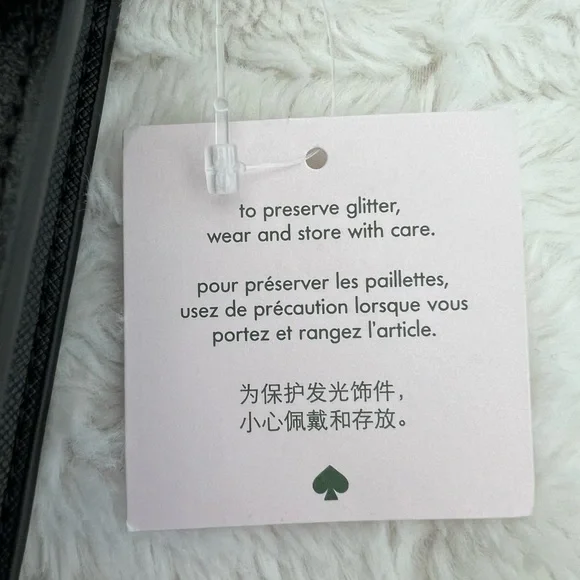 to preserve glitter,
wear and store with care.
pour préserver les paillettes,
usez de précaution lorsque vous
portez et rangez l'article.
为保护发光饰件，
小心佩戴和存放。